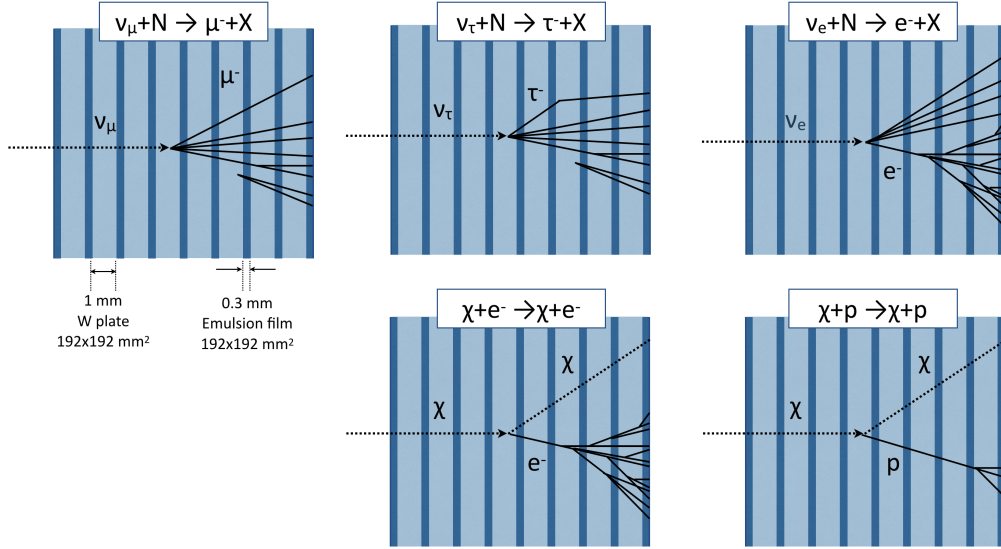 νμ+N → μ⁻+X
μ⁻
νμ
1 mm
W plate
192x192 mm²
0.3 mm
Emulsion film
192x192 mm²
ντ+N → τ⁻+X
τ⁻
ντ
νe+N → e⁻+X
νe
e⁻
χ+e⁻ →χ+e⁻
χ
χ
e⁻
χ+p →χ+p
χ
χ
p